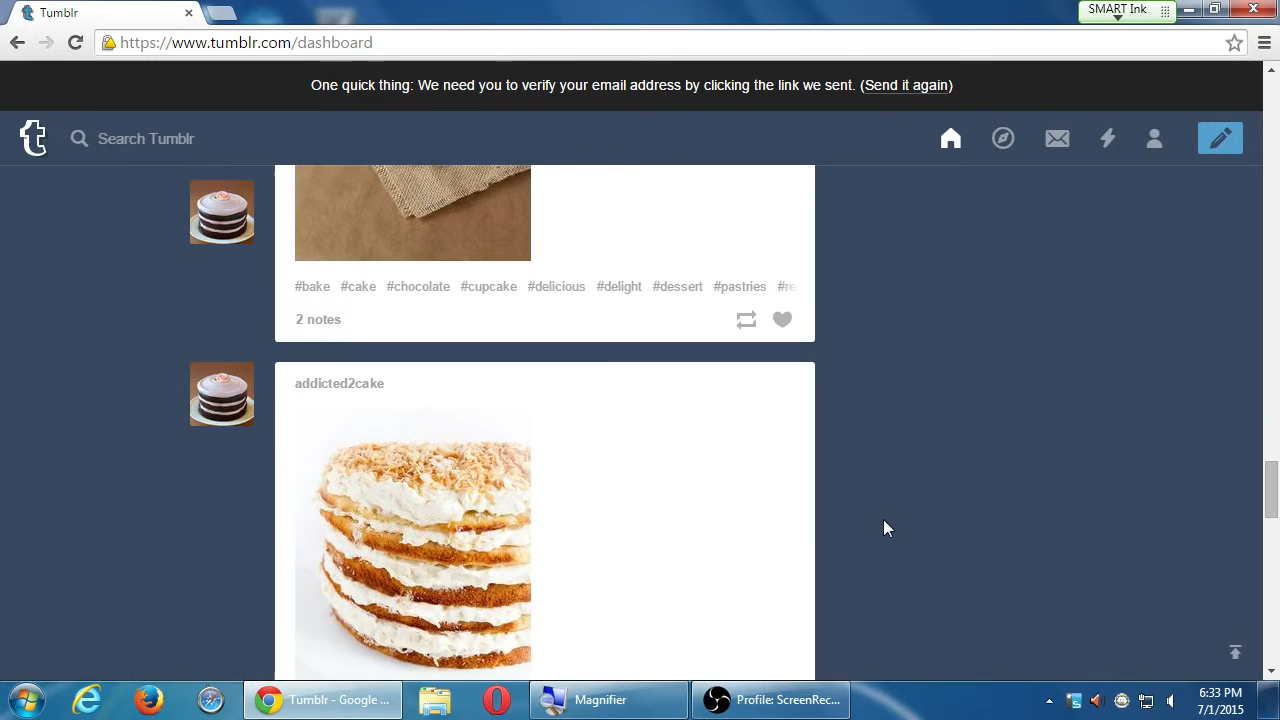 Tumblr
SMART Ink
https://www.tumblr.com/dashboard
One quick thing: We need you to verify your email address by clicking the link we sent. (Send it again)
Search Tumblr
#bake #cake #chocolate #cupcake #delicious #delight #dessert #pastries
2 notes
addicted2cake
Tumblr - Google ...
Magnifier
Profile: ScreenRec...
6:33 PM
7/1/2015